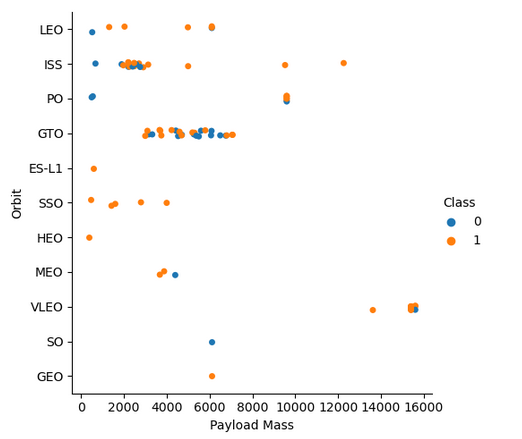 LEO
ISS
PO
GTO
ES-L1
SSO
HEO
MEO
VLEO
SO
GEO
Orbit
0 2000 4000 6000 8000 10000 12000 14000 16000
Payload Mass
Class
0
1